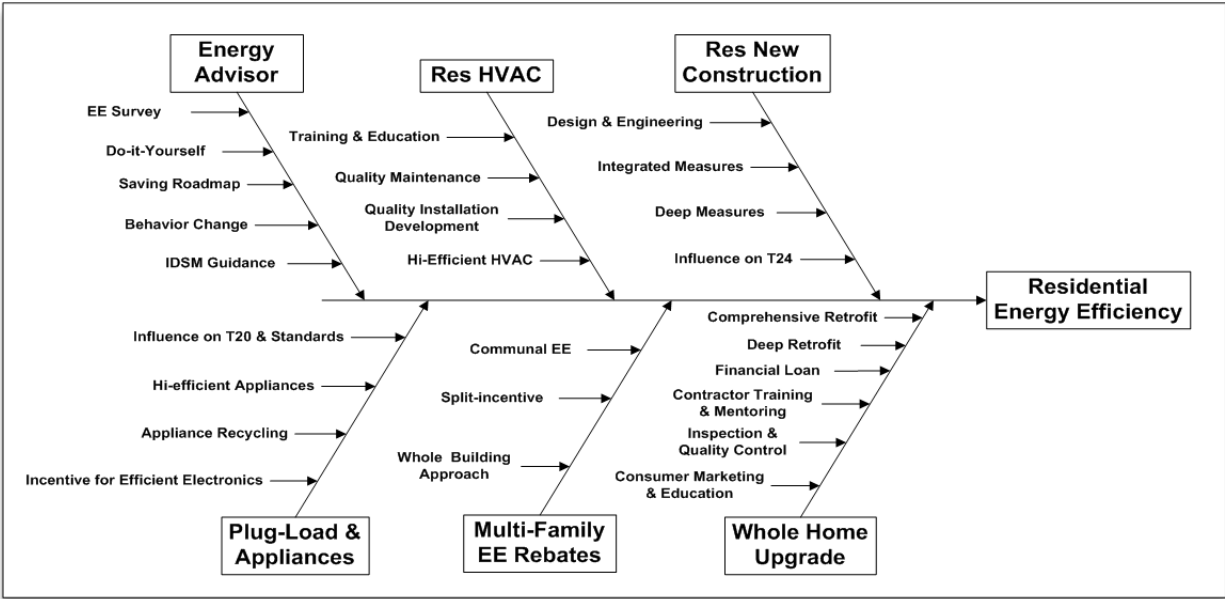 Energy
Advisor
Res HVAC
Res New
Construction
EE Survey
Do-it-Yourself
Saving Roadmap
Behavior Change
IDSM Guidance
Training & Education
Quality Maintenance
Quality Installation
Development
Hi-Efficient HVAC
Design & Engineering
Integrated Measures
Deep Measures
Influence on T24
Residential
Energy Efficiency
Influence on T20 & Standards
Hi-efficient Appliances
Appliance Recycling
Incentive for Efficient Electronics
Communal EE
Split-incentive
Whole Building
Approach
Comprehensive Retrofit
Deep Retrofit
Financial Loan
Contractor Training
& Mentoring
Inspection &
Quality Control
Consumer Marketing
& Education
Plug-Load &
Appliances
Multi-Family
EE Rebates
Whole Home
Upgrade